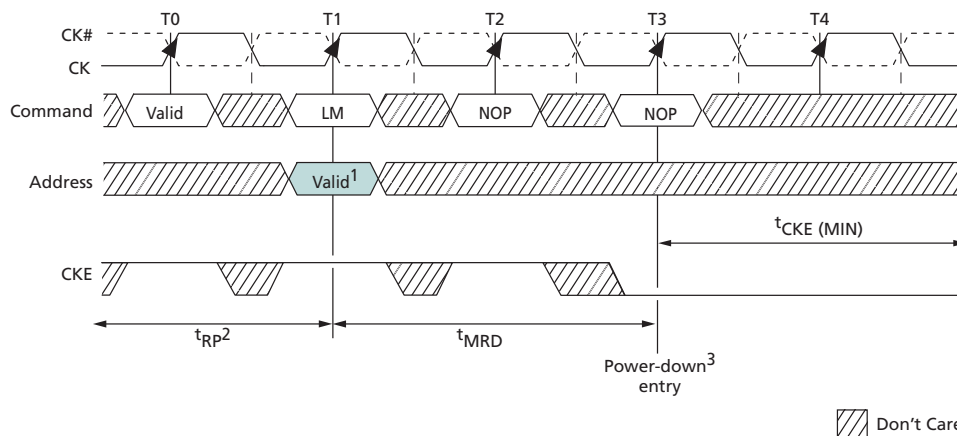 T0 T1 T2 T3 T4
CK#
CK
Command Valid LM NOP NOP
Address Valid1
tCKE (MIN)
CKE
tRP2 tMRD
Power-down3
entry
Don't Care